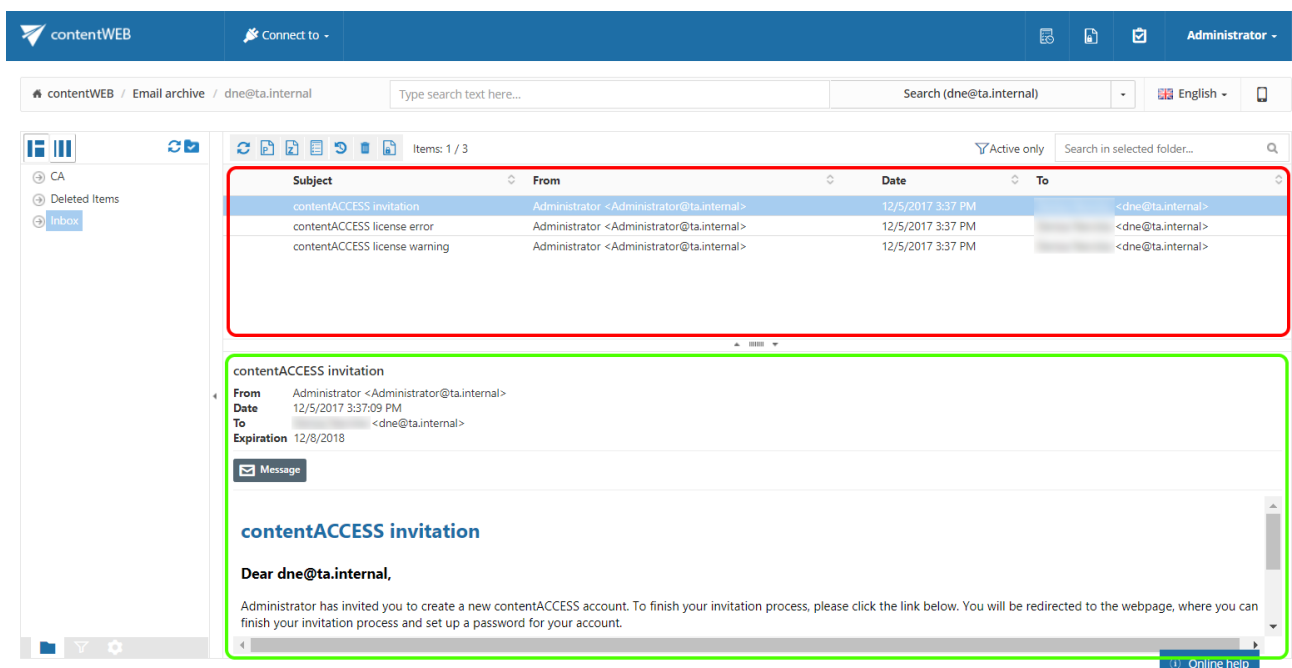 contentWEB Connect to Administrator
contentWEB / Email archive / dne@ta.internal Type search text here... Search (dne@ta.internal) English
Items: 1 / 3 Active only Search in selected folder...
CA
Deleted Items
Inbox
Subject From Date To
contentACCESS invitation Administrator <Administrator@ta.internal> 12/5/2017 3:37 PM <dne@ta.internal>
contentACCESS license error Administrator <Administrator@ta.internal> 12/5/2017 3:37 PM <dne@ta.internal>
contentACCESS license warning Administrator <Administrator@ta.internal> 12/5/2017 3:37 PM <dne@ta.internal>
contentACCESS invitation
From Administrator <Administrator@ta.internal>
Date 12/5/2017 3:37:09 PM
To <dne@ta.internal>
Expiration 12/8/2018
Message
contentACCESS invitation
Dear dne@ta.internal,
Administrator has invited you to create a new contentACCESS account. To finish your invitation process, please click the link below. You will be redirected to the webpage, where you can
finish your invitation process and set up a password for your account.
Online help